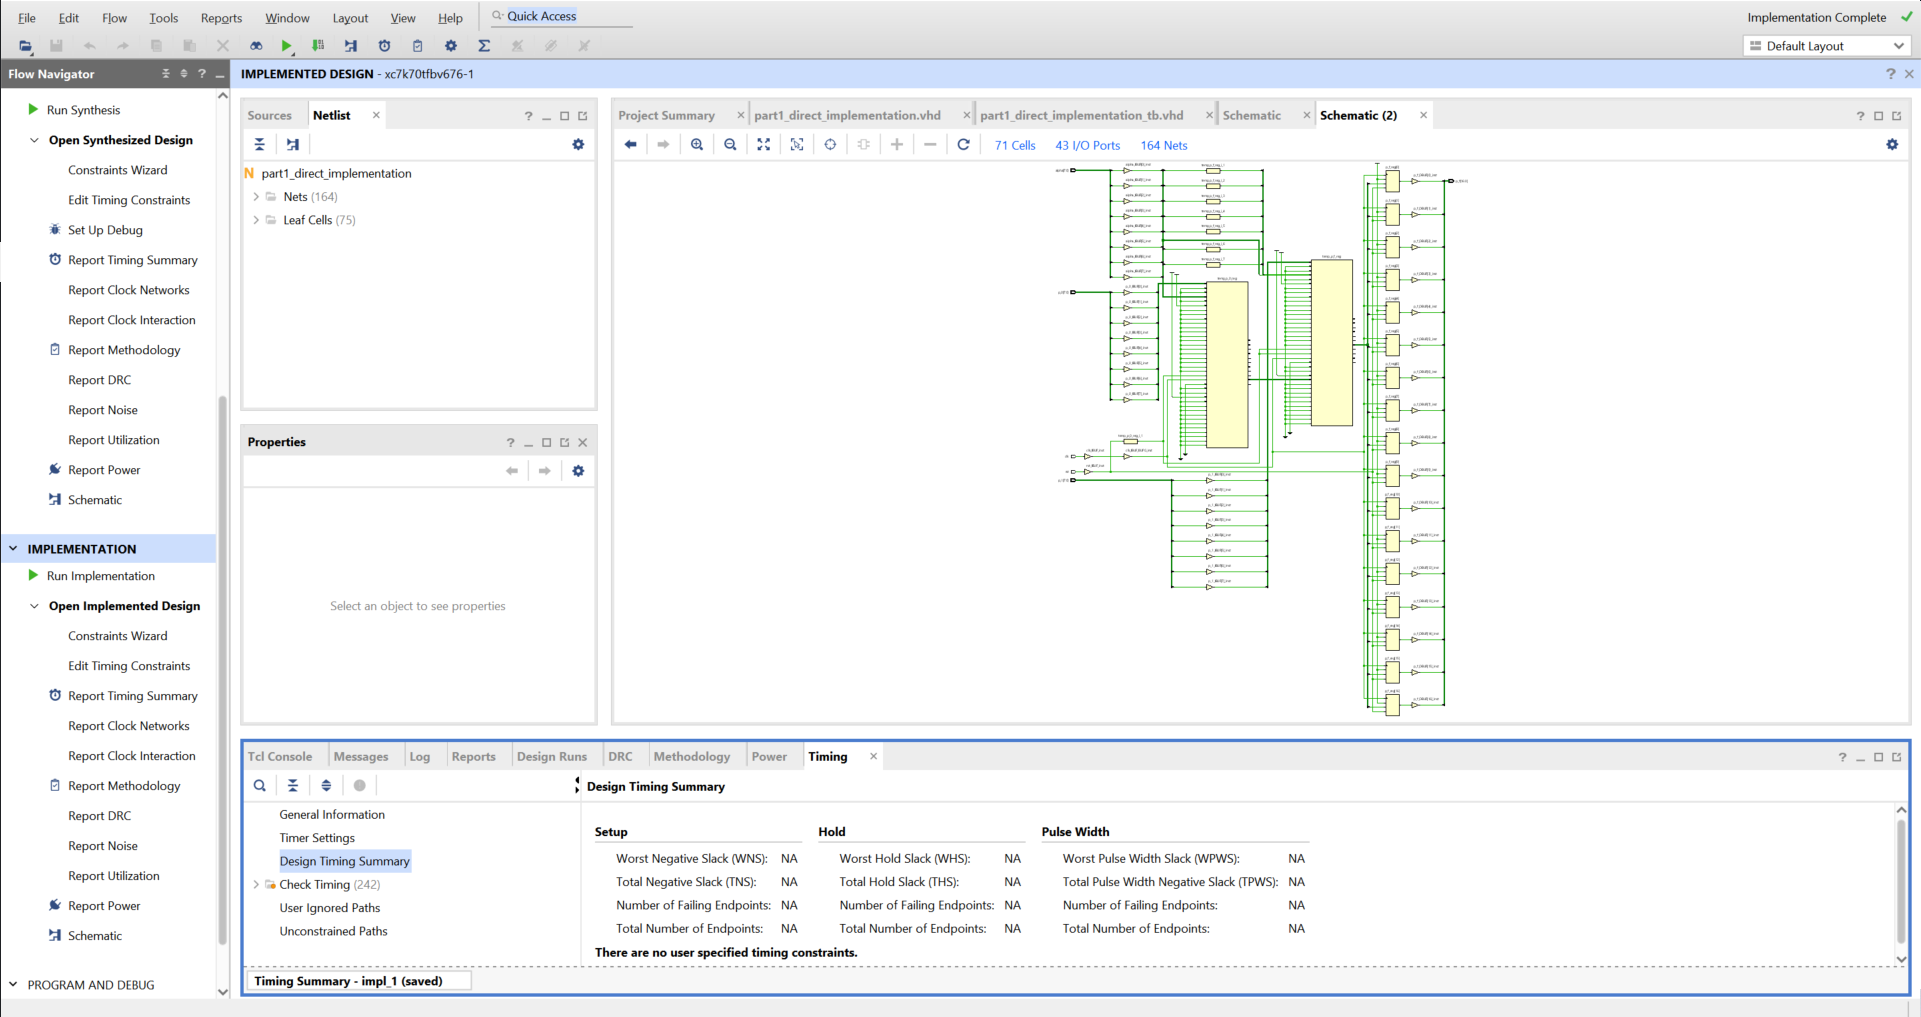 File Edit Flow Tools Reports Window Layout View Help Quick Access
Implementation Complete
Default Layout
Flow Navigator
IMPLEMENTED DESIGN - xc7k70tfbv676-1
Run Synthesis
Open Synthesized Design
Constraints Wizard
Edit Timing Constraints
Set Up Debug
Report Timing Summary
Report Clock Networks
Report Clock Interaction
Report Methodology
Report DRC
Report Noise
Report Utilization
Report Power
Schematic
IMPLEMENTATION
Run Implementation
Open Implemented Design
Constraints Wizard
Edit Timing Constraints
Report Timing Summary
Report Clock Networks
Report Clock Interaction
Report Methodology
Report DRC
Report Noise
Report Utilization
Report Power
Schematic
PROGRAM AND DEBUG
Sources Netlist
N part1_direct_implementation
Nets (164)
Leaf Cells (75)
Properties
Select an object to see properties
Project Summary part1_direct_implementation.vhd part1_direct_implementation_tb.vhd Schematic Schematic (2)
71 Cells 43 I/O Ports 164 Nets
Tcl Console Messages Log Reports Design Runs DRC Methodology Power Timing
General Information
Timer Settings
Design Timing Summary
Check Timing (242)
User Ignored Paths
Unconstrained Paths
Design Timing Summary
Setup Hold Pulse Width
Worst Negative Slack (WNS): NA Worst Hold Slack (WHS): NA Worst Pulse Width Slack (WPWS): NA
Total Negative Slack (TNS): NA Total Hold Slack (THS): NA Total Pulse Width Negative Slack (TPWS): NA
Number of Failing Endpoints: NA Number of Failing Endpoints: NA Number of Failing Endpoints: NA
Total Number of Endpoints: NA Total Number of Endpoints: NA Total Number of Endpoints: NA
There are no user specified timing constraints.
Timing Summary - impl_1 (saved)